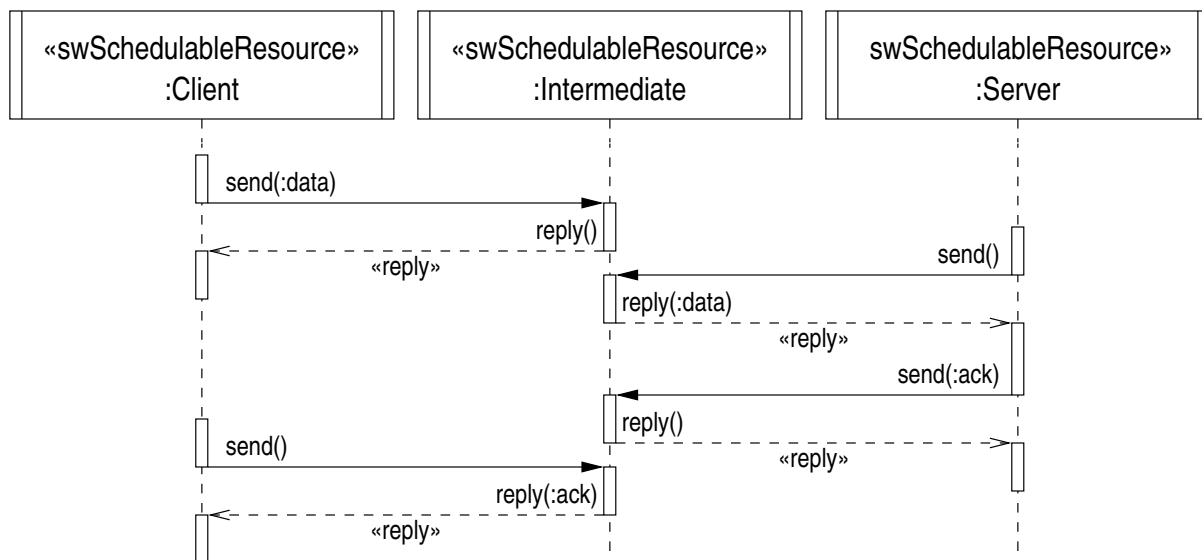 «swSchedulableResource»
:Client
«swSchedulableResource»
:Intermediate
swSchedulableResource»
:Server
send(:data)
reply()
«reply»
send()
reply(:data)
«reply»
send(:ack)
reply()
«reply»
send()
reply(:ack)
«reply»